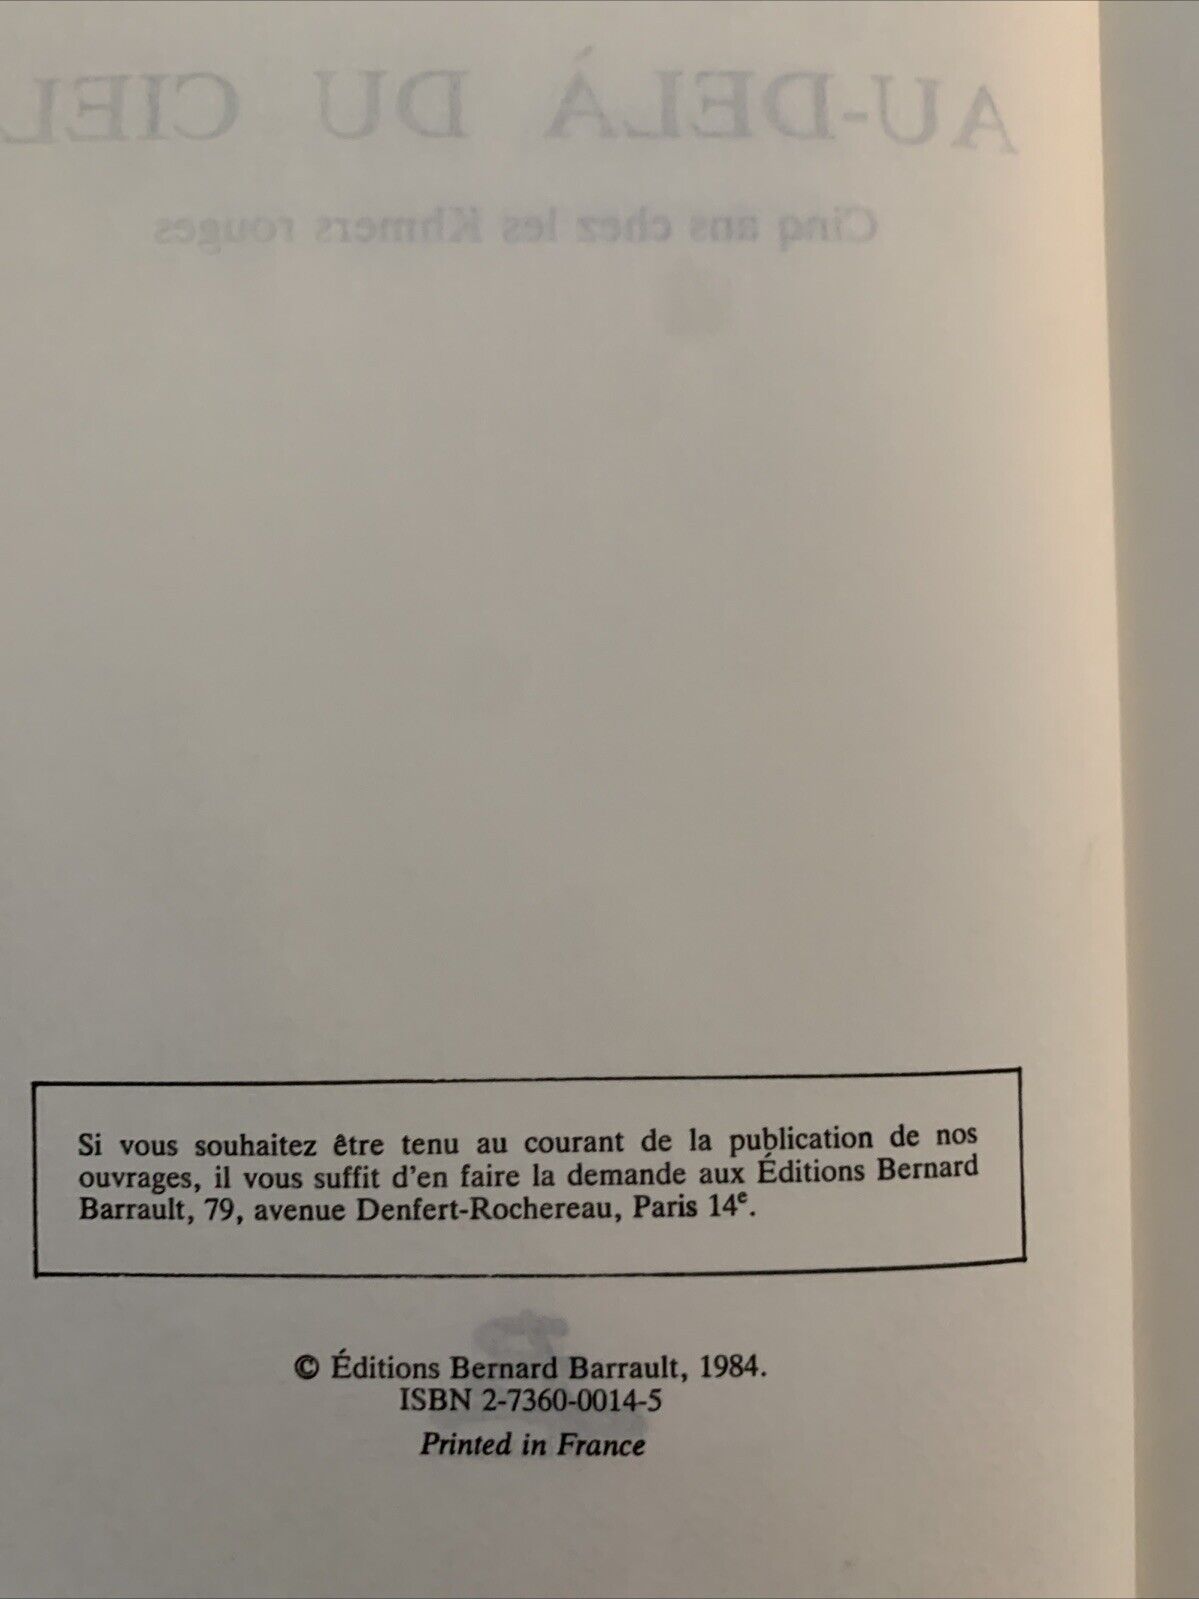 AU-DELÀ DU CIEL
Cinq ans chez les Khmers rouges
Si vous souhaitez être tenu au courant de la publication de nos
ouvrages, il vous suffit d'en faire la demande aux Éditions Bernard
Barrault, 79, avenue Denfert-Rochereau, Paris 14e.
© Éditions Bernard Barrault, 1984.
ISBN 2-7360-0014-5
Printed in France